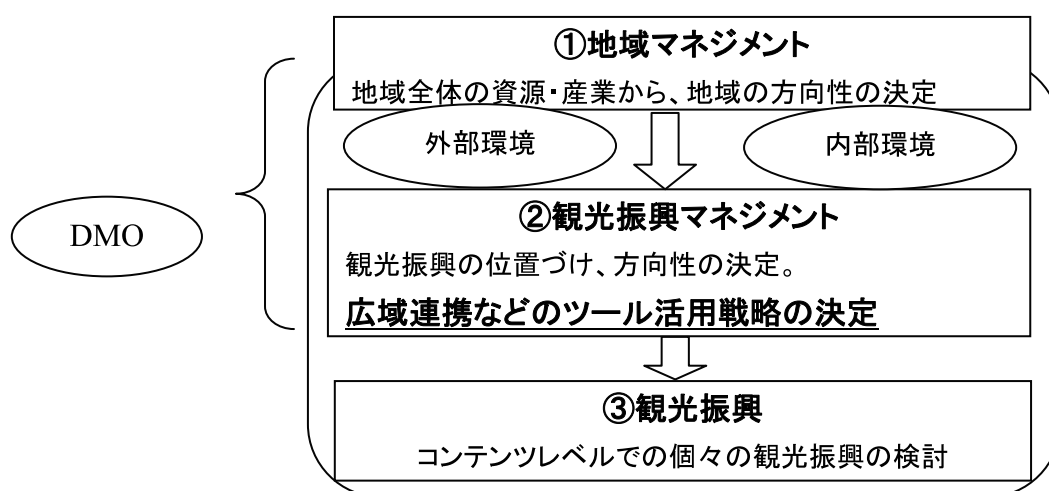 ①地域マネジメント
地域全体の資源・産業から、地域の方向性の決定
外部環境
内部環境
DMO
②観光振興マネジメント
観光振興の位置づけ、方向性の決定。
広域連携などのツール活用戦略の決定
③観光振興
コンテンツレベルでの個々の観光振興の検討